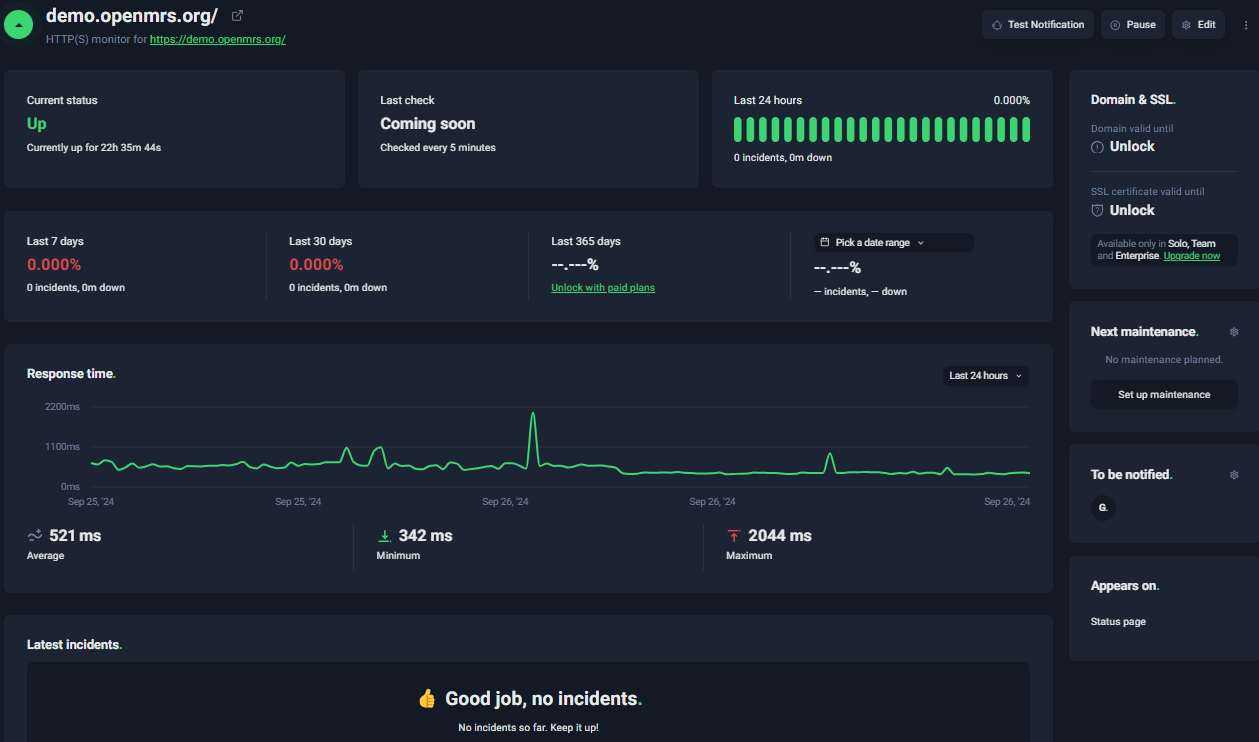 demo.openmrs.org/
HTTP(S) monitor for https://demo.openmrs.org/
Test Notification
Pause
Edit
Current status
Up
Currently up for 22h 35m 44s
Last check
Coming soon
Checked every 5 minutes
Last 24 hours
0.000%
0 incidents, 0m down
Domain & SSL.
Domain valid until
Unlock
SSL certificate valid until
Unlock
Available only in Solo, Team
and Enterprise. Upgrade now
Last 7 days
0.000%
0 incidents, 0m down
Last 30 days
0.000%
0 incidents, 0m down
Last 365 days
--.---%
Unlock with paid plans
Pick a date range
--.---%
— incidents, — down
Next maintenance.
No maintenance planned.
Set up maintenance
Response time.
Last 24 hours
2200ms
1100ms
0ms
Sep 25, '24
Sep 25, '24
Sep 26, '24
Sep 26, '24
Sep 26, '24
521 ms
Average
342 ms
Minimum
2044 ms
Maximum
To be notified.
G.
Appears on.
Status page
Latest incidents.
👍 Good job, no incidents.
No incidents so far. Keep it up!